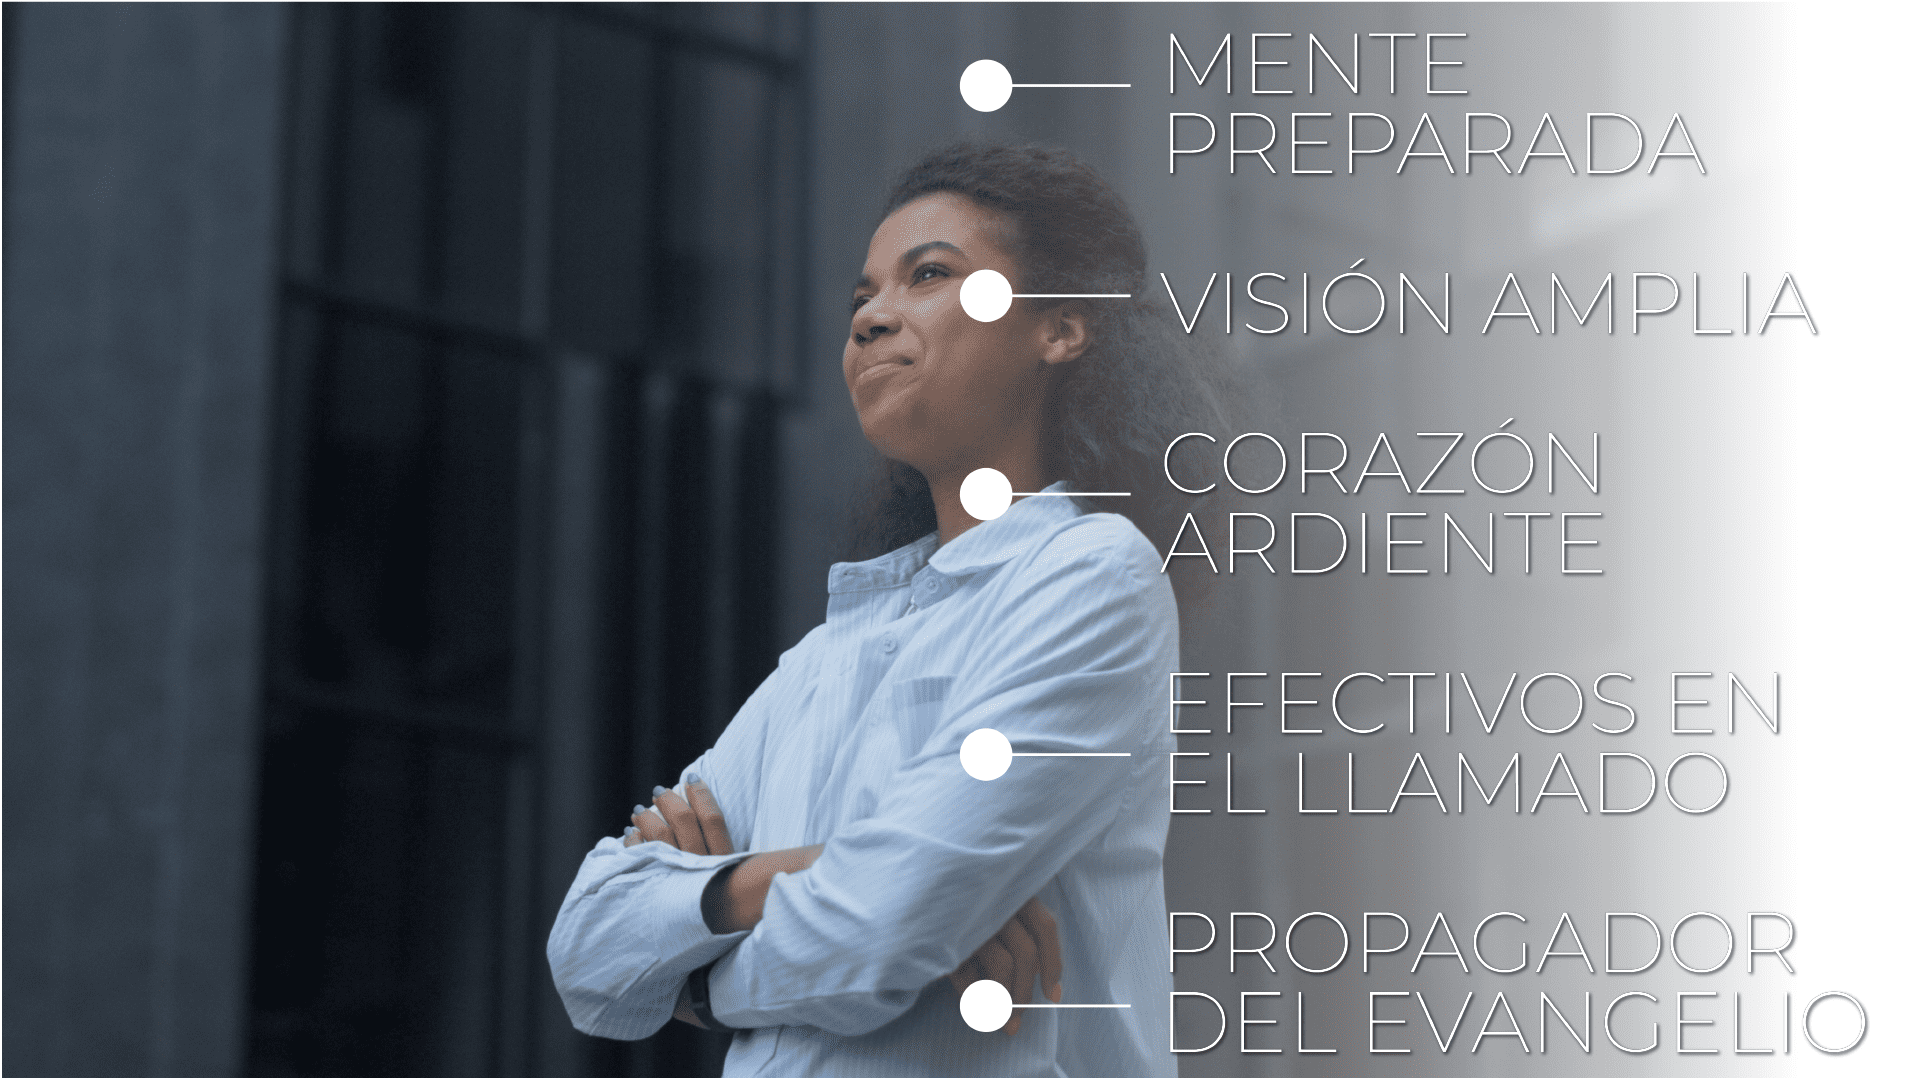 MENTE
PREPARADA
VISIÓN AMPLIA
CORAZÓN
ARDIENTE
EFECTIVOS EN
EL LLAMADO
PROPAGADOR
DEL EVANGELIO